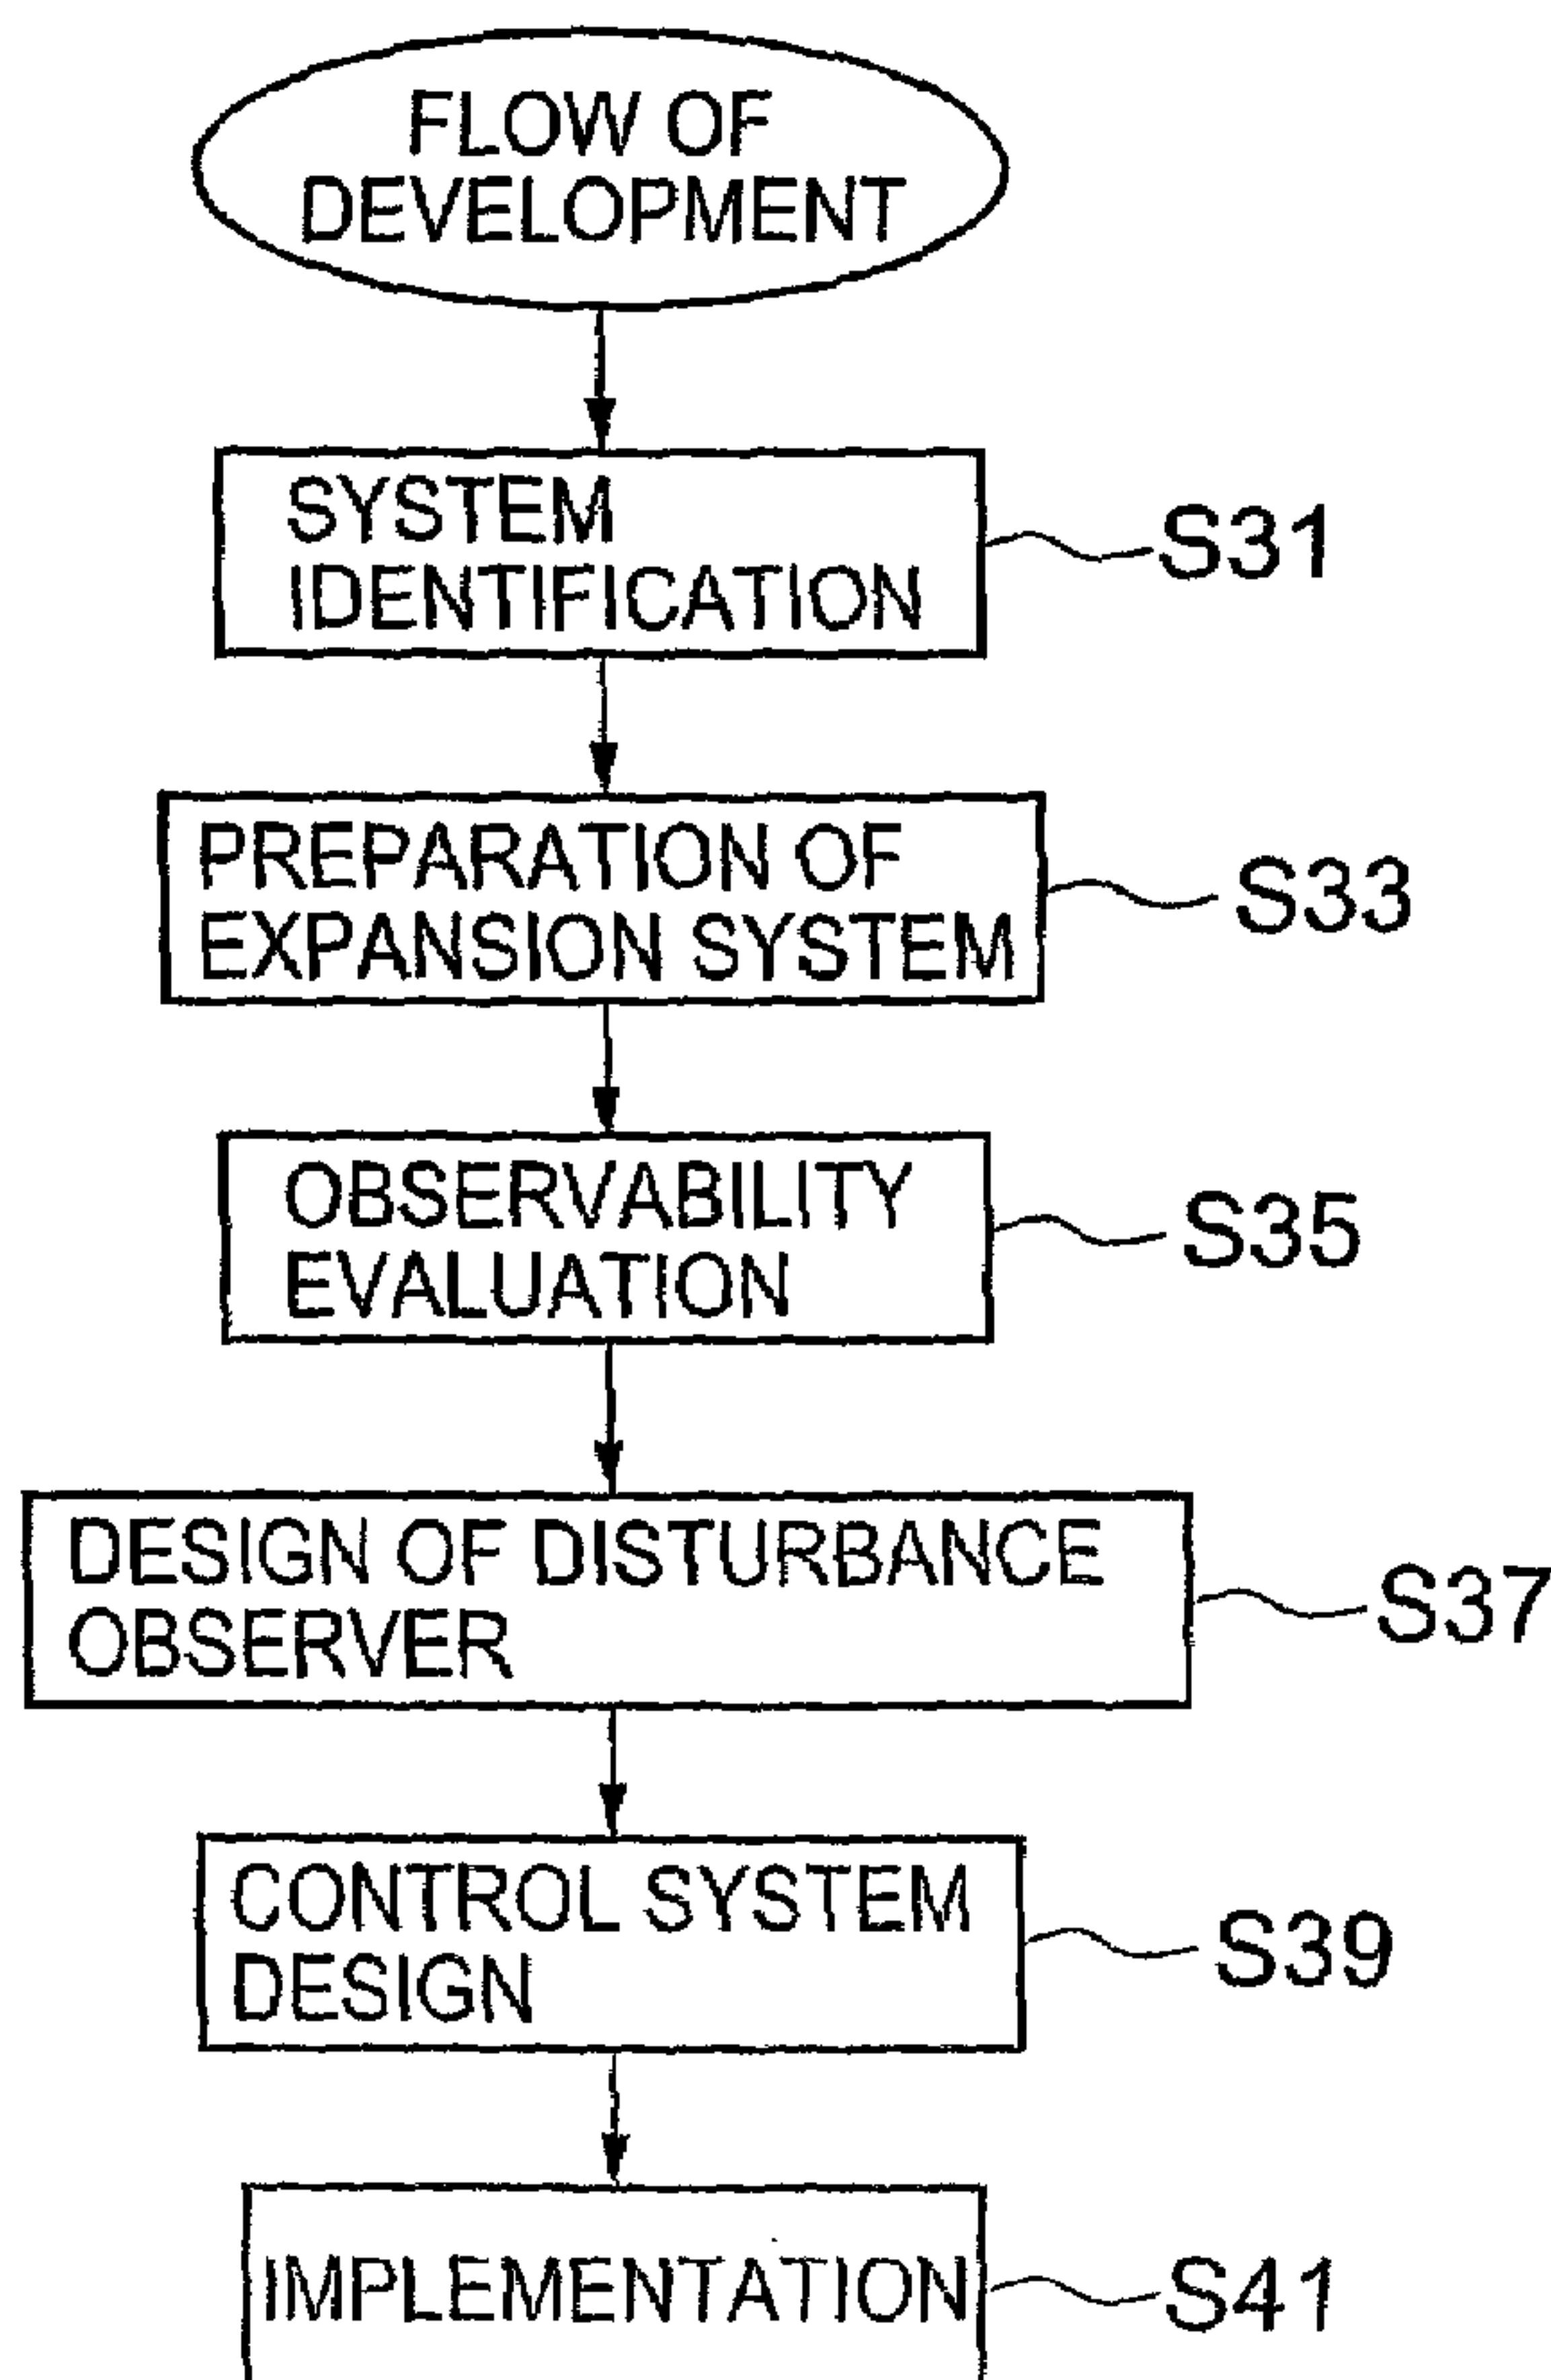 FLOW OF
DEVELOPMENT
SYSTEM
IDENTIFICATION
S31
PREPARATION OF
EXPANSION SYSTEM
S33
OBSERVABILITY
EVALUATION
S35
DESIGN OF DISTURBANCE
OBSERVER
S37
CONTROL SYSTEM
DESIGN
S39
IMPLEMENTATION
S41